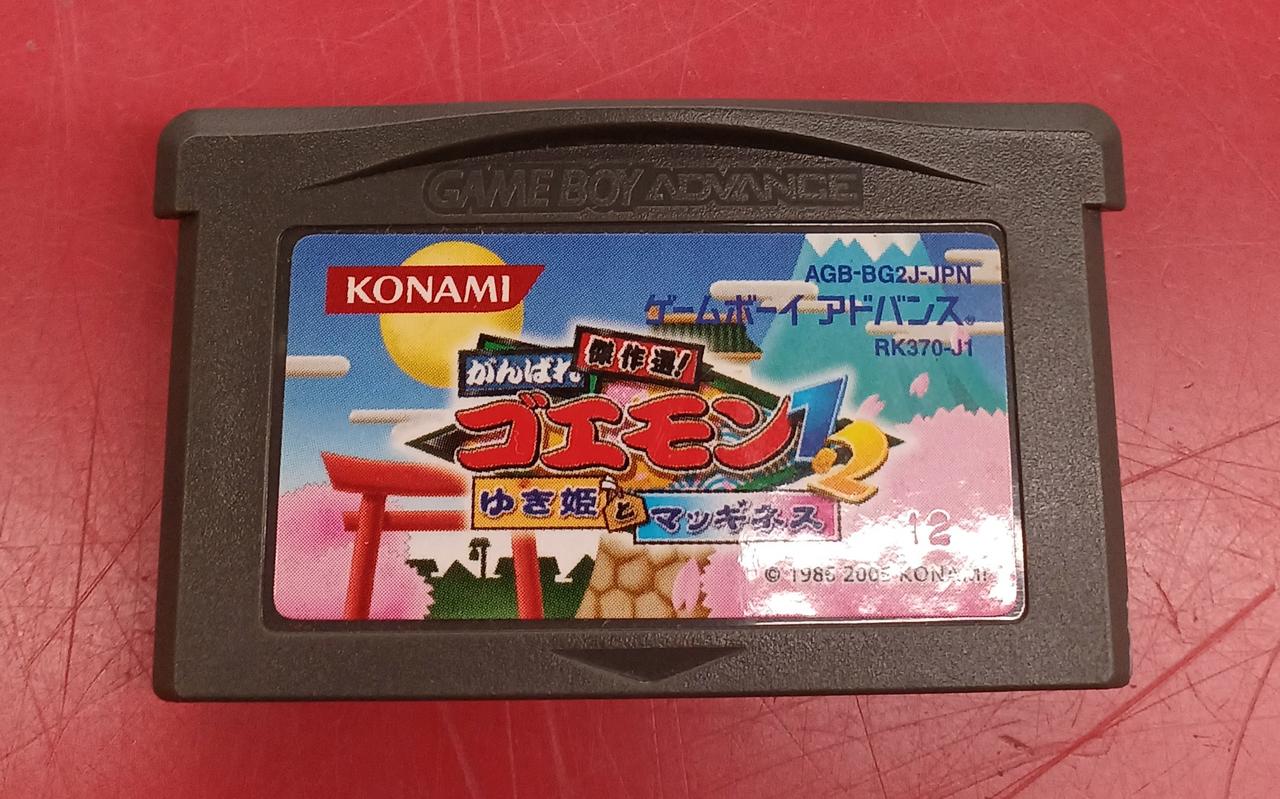 GAME BOY ADVANCE
KONAMI
AGB-BG2J-JPN
ゲームボーイ アドバンス®
RK370-J1
がんばれ
傑作選!
ゴエモン1・2
ゆき姫とマッギネス
12
© 1986 2005 KONAMI